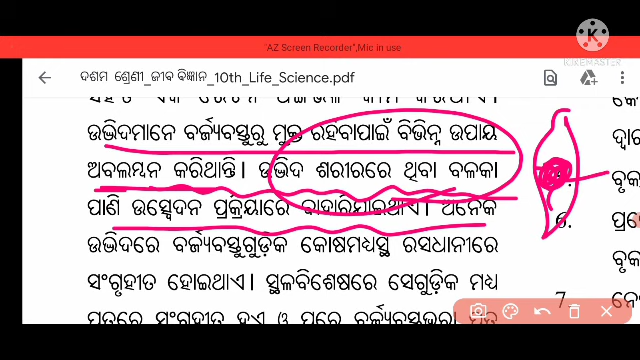 "AZ Screen Recorder",Mic in use
KINEMASTER
ଦଶମ ଶ୍ରେଣୀ ,ଜୀବ ବିଜ୍ଞାନ -10th_Life_Science.pdf
ଉଦ୍ଭିଦମାନେ ବର୍ଜ୍ୟବସ୍ତୁରୁ ମୁକ୍ତ ରହିବାପାଇଁ ବିଭିନ୍ନ ଉପାୟ
ଅବଲମ୍ବନ କରିଥାନ୍ତି। ଉଦ୍ଭିଦ ଶରୀରରେ ଥିବା ବଳକା
ପାଣି ଉତ୍ସ୍ୱେଦନ ପ୍ରକ୍ରିୟାରେ ବାହାରିଯାଇଥାଏ। ଅନେକ
ଉଦ୍ଭିଦରେ ବର୍ଜ୍ୟବସ୍ତୁଗୁଡ଼ିକ କୋଷମଧ୍ୟସ୍ଥ ରସଧାନୀରେ
ସଂଗୃହୀତ ହୋଇଥାଏ। ସ୍ଥଳବିଶେଷରେ ସେଗୁଡ଼ିକ ମଧ୍ୟ
6.
7.